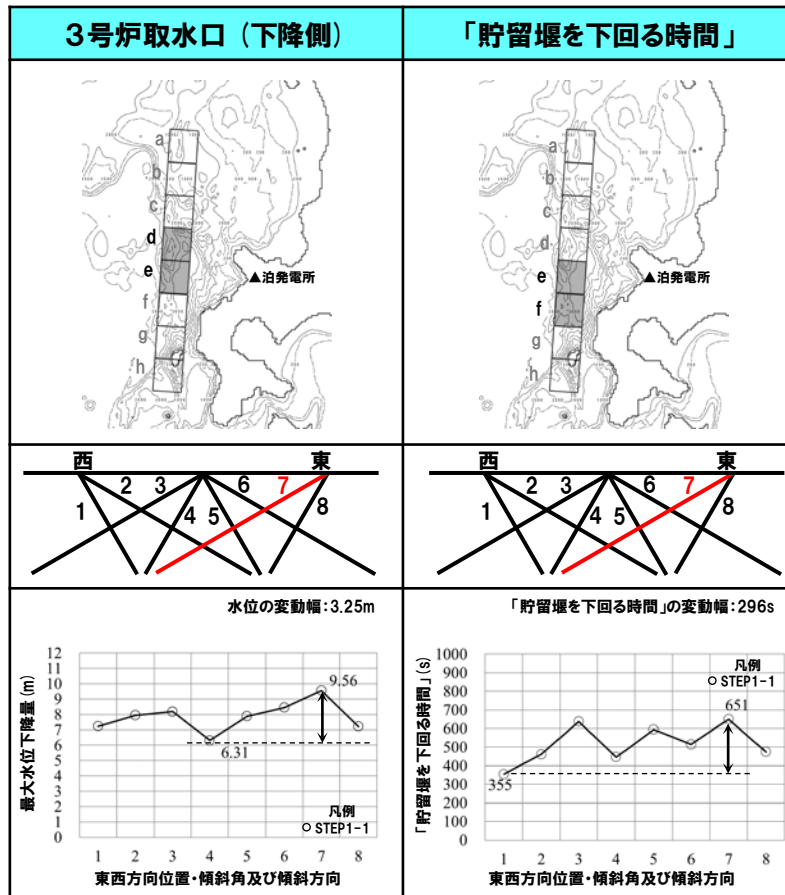 3号炉取水口（下降側）
「貯留堰を下回る時間」
a
b
c
d
e
f
g
h
▲泊発電所
a
b
c
d
e
f
g
h
▲泊発電所
西
東
1
2
3
4
5
6
7
8
西
東
1
2
3
4
5
6
7
8
水位の変動幅：3.25m
最大水位下降量（m）
12
11
10
9
8
7
6
5
4
3
2
1
0
9.56
6.31
凡例
○ STEP1-1
1 2 3 4 5 6 7 8
東西方向位置・傾斜角及び傾斜方向
「貯留堰を下回る時間」の変動幅：296s
「貯留堰を下回る時間」（s）
1000
900
800
700
600
500
400
300
200
100
0
凡例
○ STEP1-1
651
355
1 2 3 4 5 6 7 8
東西方向位置・傾斜角及び傾斜方向